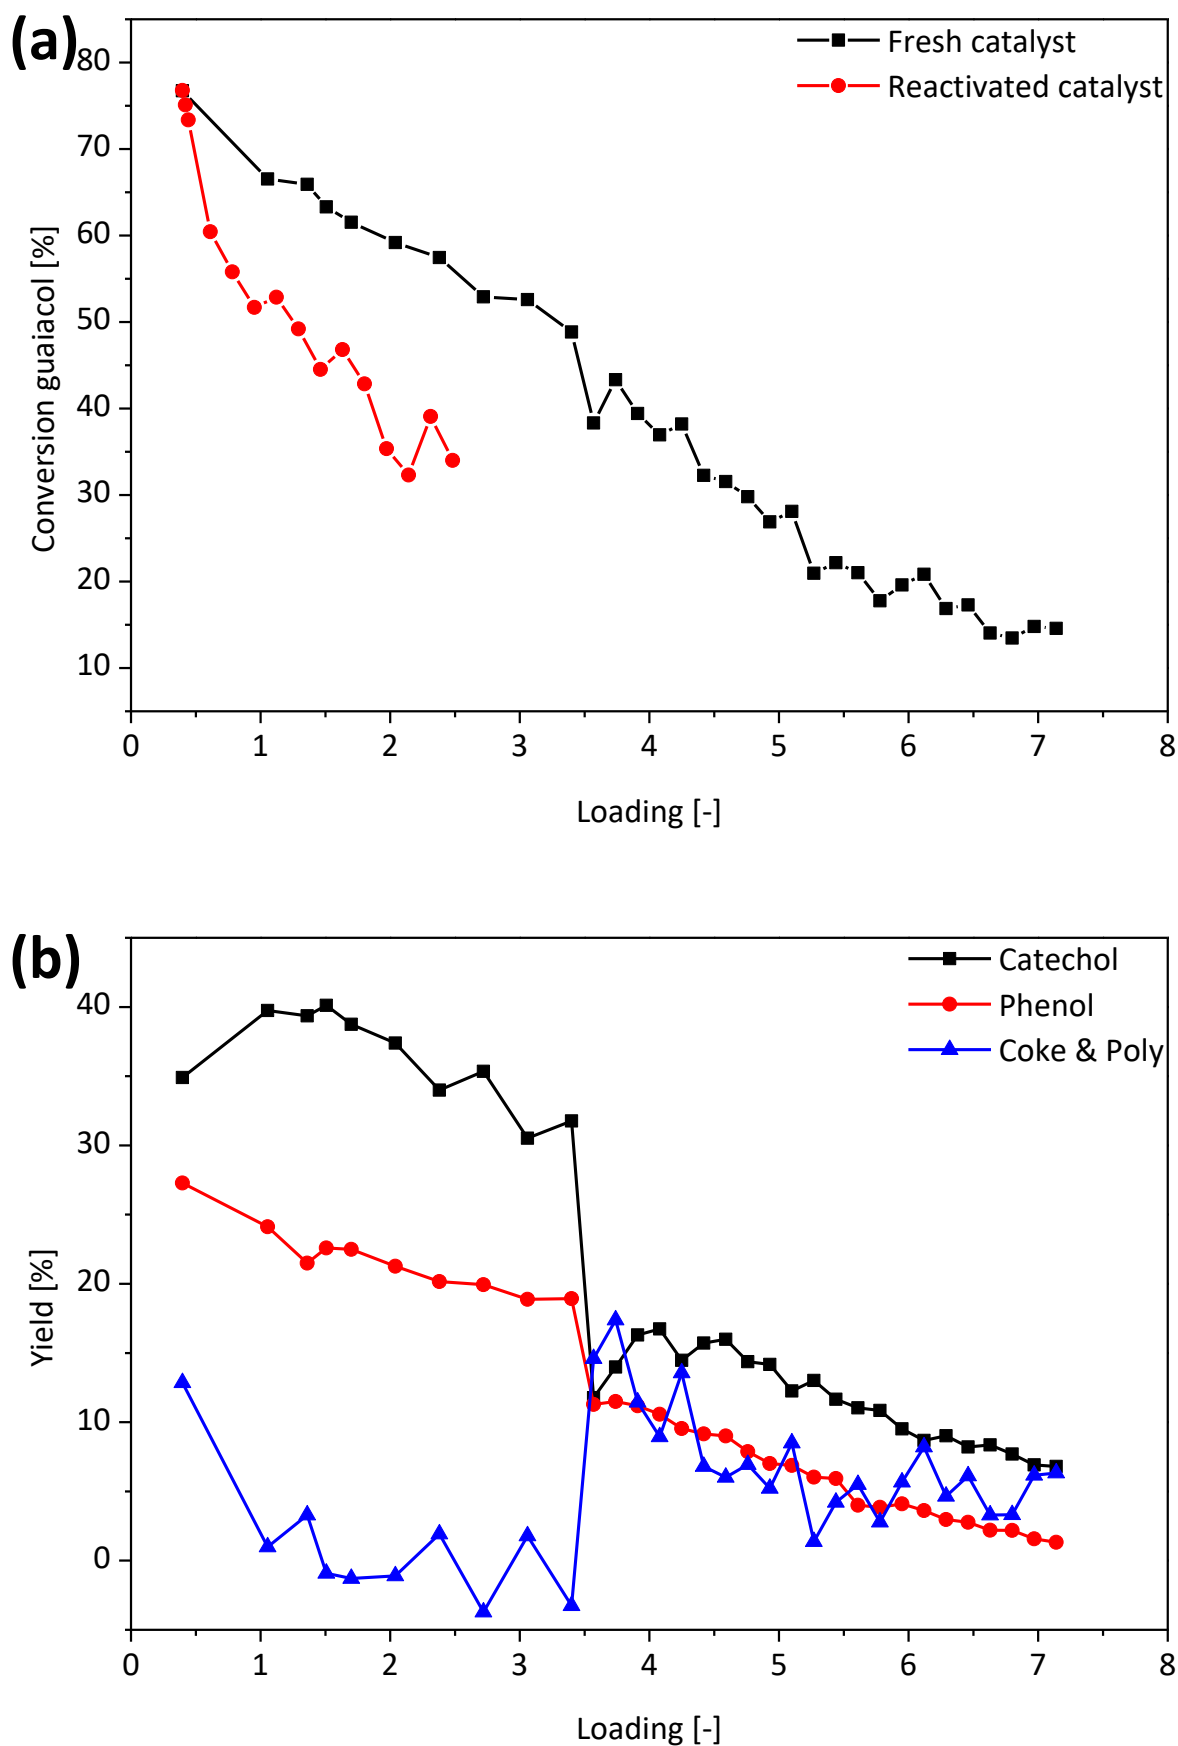 (a)
Fresh catalyst
Reactivated catalyst
80
70
60
50
40
30
20
10
Conversion guaiacol [%]
0 1 2 3 4 5 6 7 8
Loading [-]
(b)
Catechol
Phenol
Coke & Poly
40
30
20
10
0
Yield [%]
0 1 2 3 4 5 6 7 8
Loading [-]